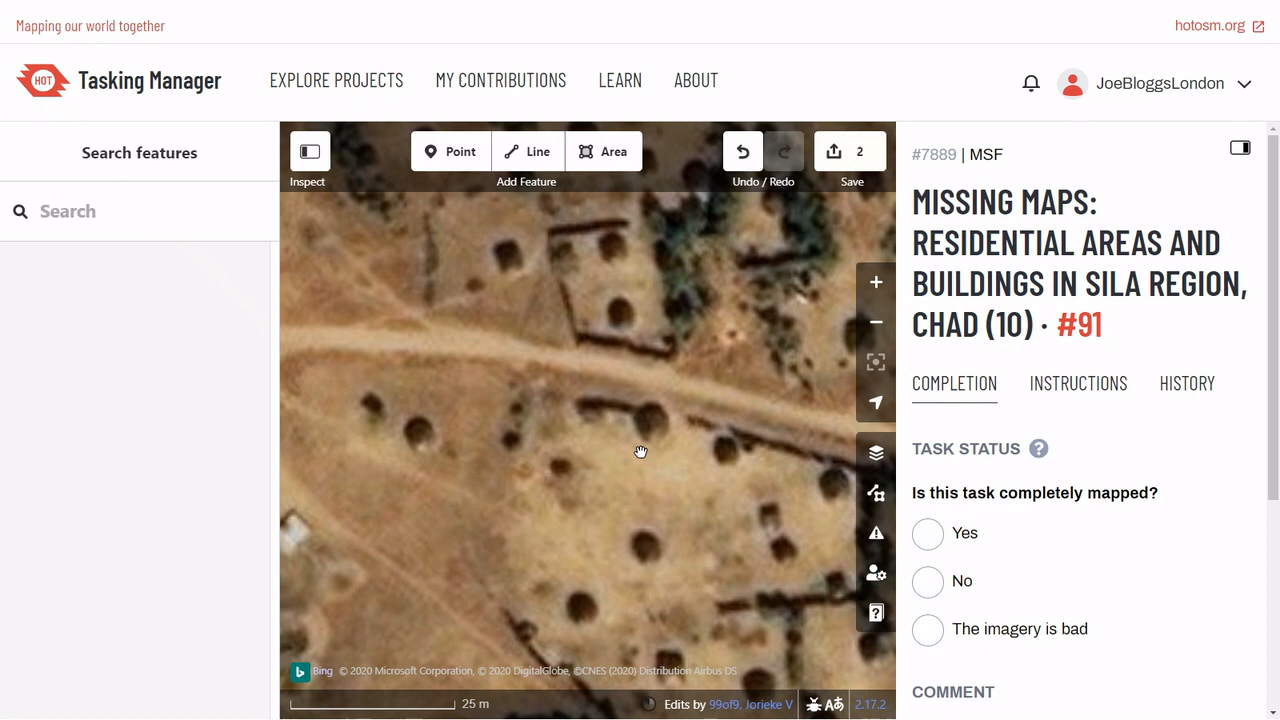 Mapping our world together
hotosm.org
HOT
Tasking Manager
EXPLORE PROJECTS
MY CONTRIBUTIONS
LEARN
ABOUT
JoeBloggsLondon
Search features
Search
Inspect
Point
Line
Area
Add Feature
Undo / Redo
2
Save
#7889 | MSF
MISSING MAPS:
RESIDENTIAL AREAS AND
BUILDINGS IN SILA REGION,
CHAD (10) · #91
COMPLETION
INSTRUCTIONS
HISTORY
TASK STATUS ?
Is this task completely mapped?
Yes
No
The imagery is bad
COMMENT
Bing © 2020 Microsoft Corporation, © 2020 DigitalGlobe, ©CNES (2020) Distribution Airbus DS
25 m
Edits by 99of9, Jorieke V
2.17.2